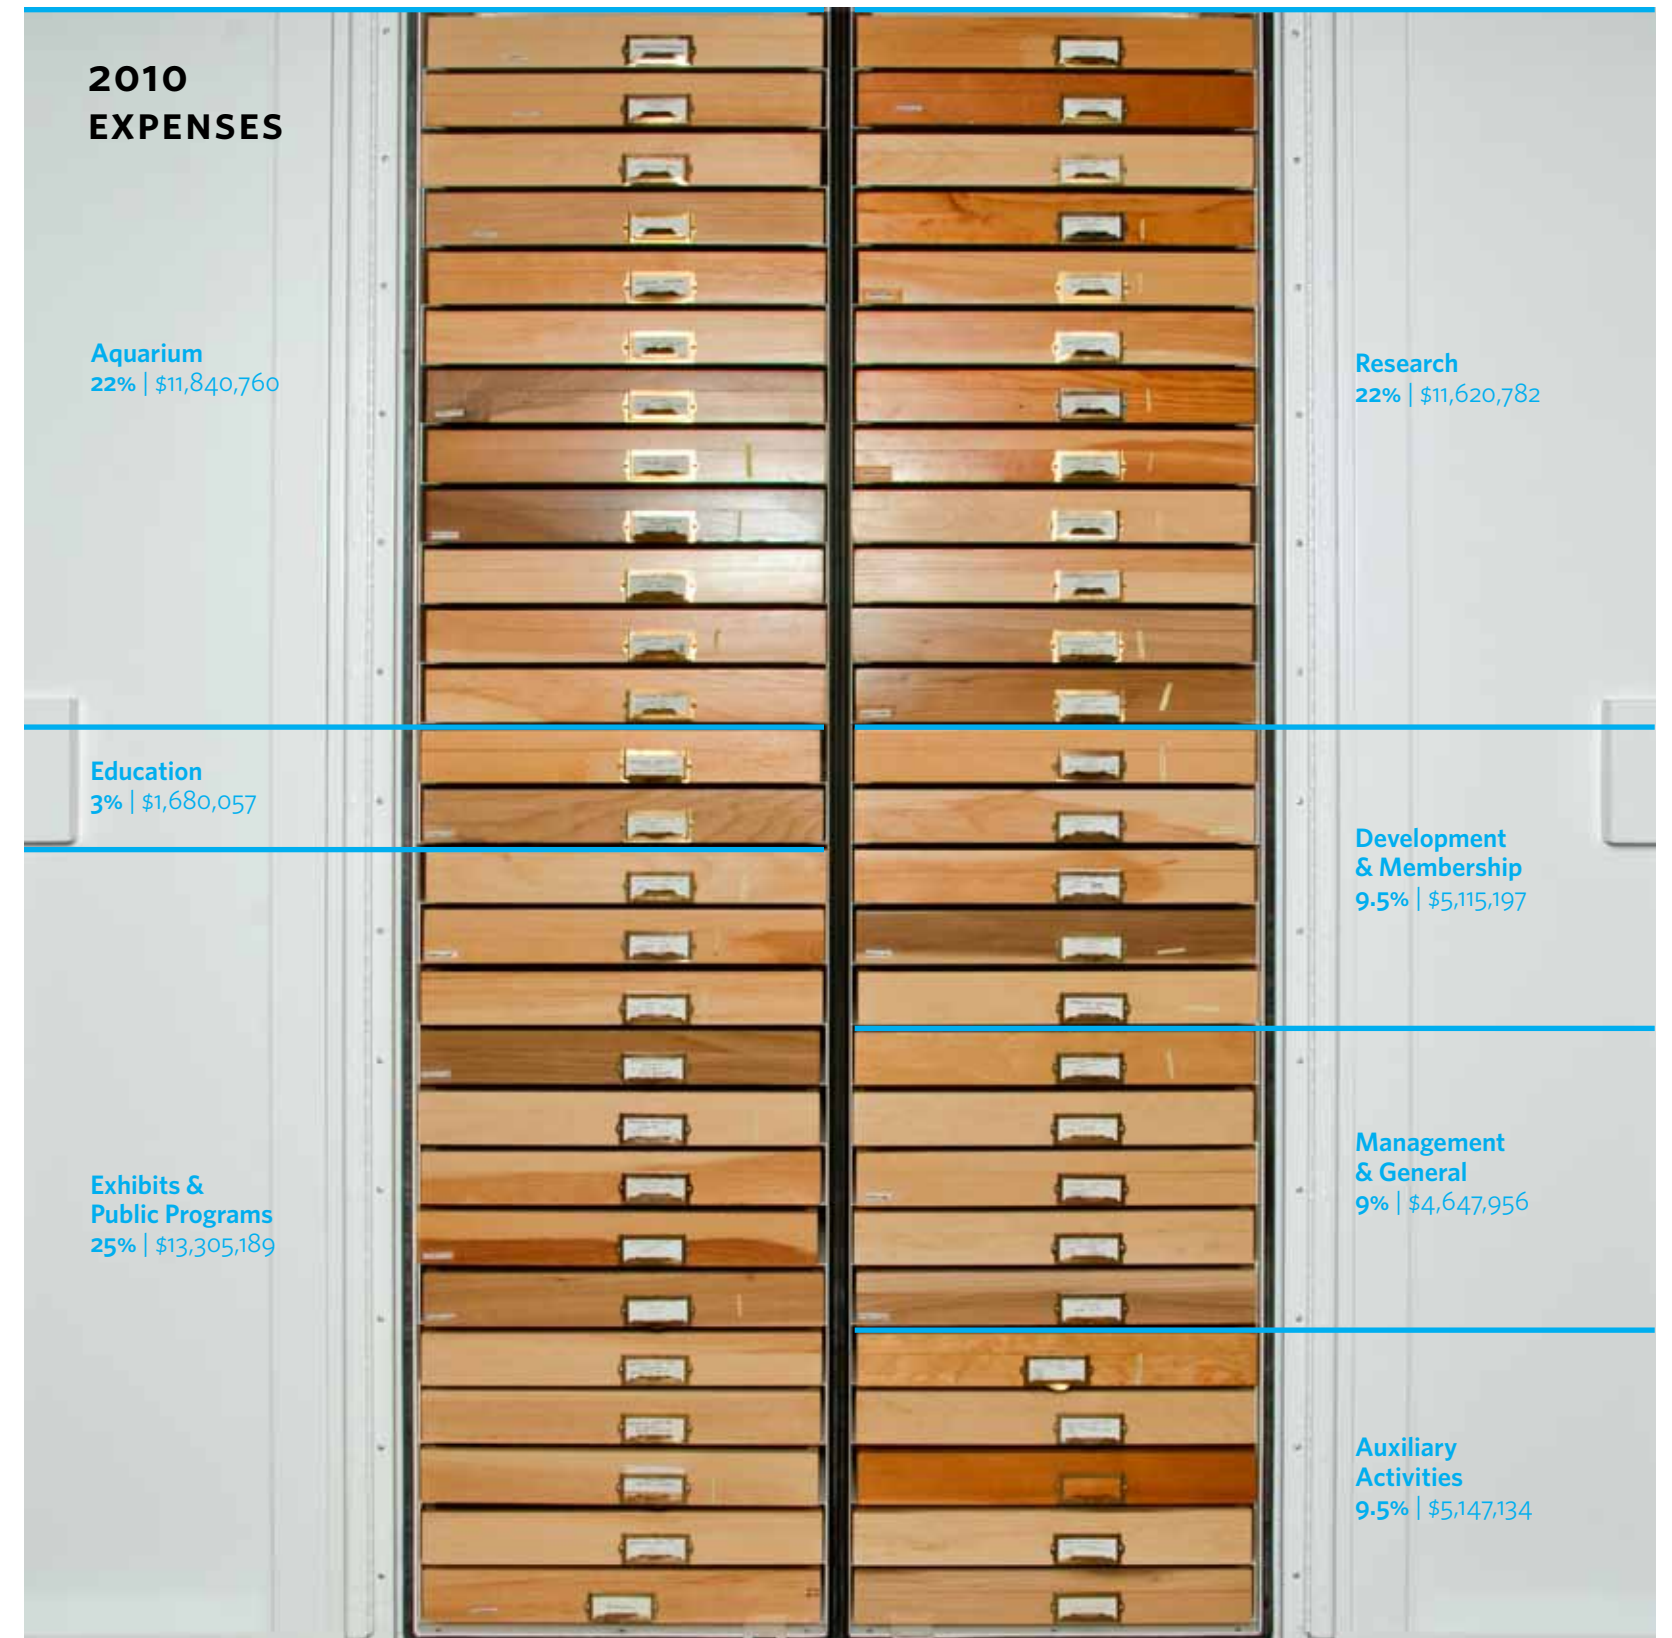 2010
EXPENSES
Aquarium
22% | $11,840,760
Education
3% | $1,680,057
Exhibits &
Public Programs
25% | $13,305,189
Research
22% | $11,620,782
Development
& Membership
9.5% | $5,115,197
Management
& General
9% | $4,647,956
Auxiliary
Activities
9.5% | $5,147,134